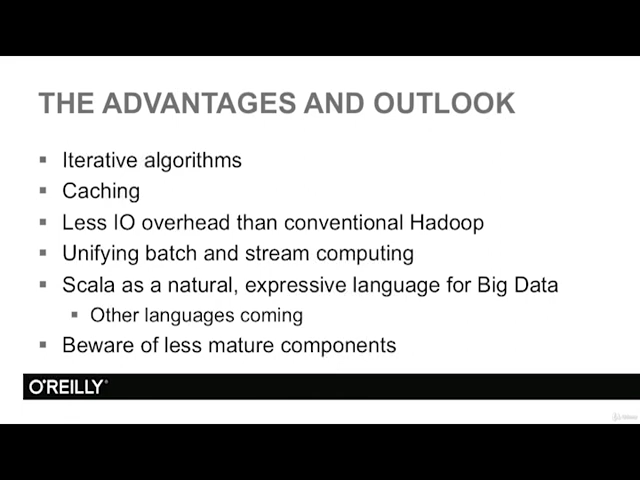 THE ADVANTAGES AND OUTLOOK
▪ Iterative algorithms
▪ Caching
▪ Less IO overhead than conventional Hadoop
▪ Unifying batch and stream computing
▪ Scala as a natural, expressive language for Big Data
▪ Other languages coming
▪ Beware of less mature components
O'REILLY®